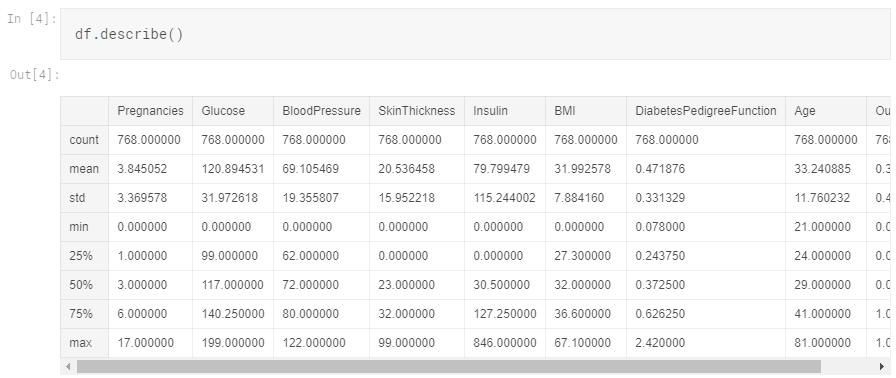 In [4]:
df.describe()
Out[4]:
Pregnancies Glucose BloodPressure SkinThickness Insulin BMI DiabetesPedigreeFunction Age Ou
count 768.000000 768.000000 768.000000 768.000000 768.000000 768.000000 768.000000 768.000000 768
mean 3.845052 120.894531 69.105469 20.536458 79.799479 31.992578 0.471876 33.240885 0.3
std 3.369578 31.972618 19.355807 15.952218 115.244002 7.884160 0.331329 11.760232 0.4
min 0.000000 0.000000 0.000000 0.000000 0.000000 0.000000 0.078000 21.000000 0.0
25% 1.000000 99.000000 62.000000 0.000000 0.000000 27.300000 0.243750 24.000000 0.0
50% 3.000000 117.000000 72.000000 23.000000 30.500000 32.000000 0.372500 29.000000 0.0
75% 6.000000 140.250000 80.000000 32.000000 127.250000 36.600000 0.626250 41.000000 1.0
max 17.000000 199.000000 122.000000 99.000000 846.000000 67.100000 2.420000 81.000000 1.0